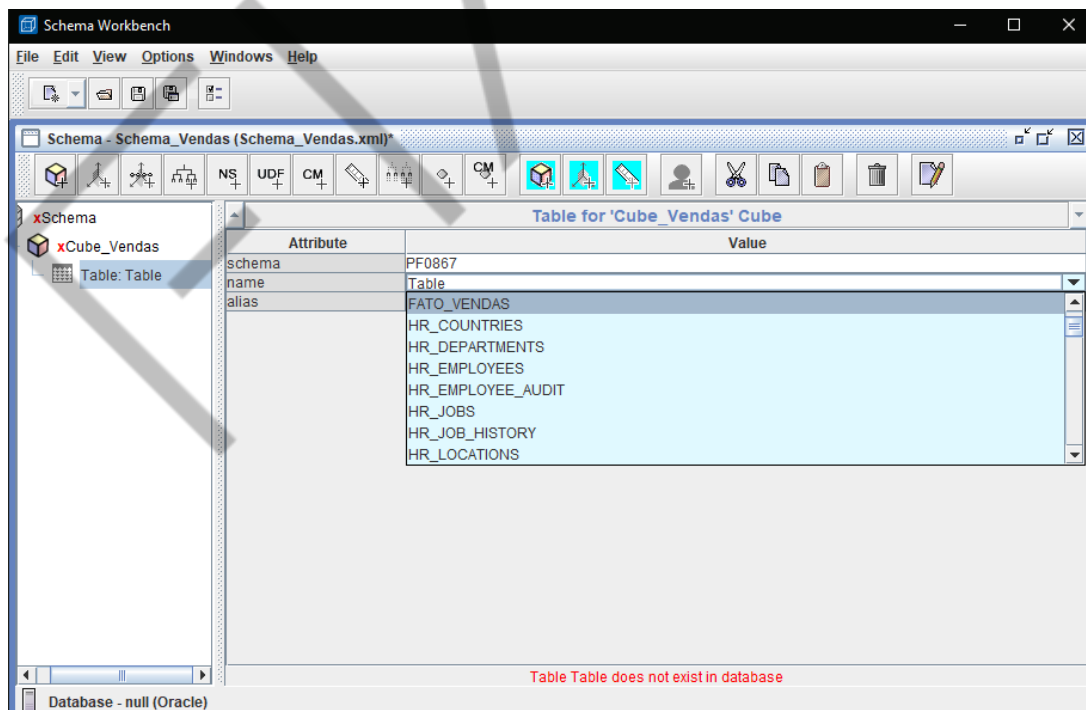 Schema Workbench
File Edit View Options Windows Help
Schema - Schema_Vendas (Schema_Vendas.xml)*
NS UDF CM CM
xSchema
xCube_Vendas
Table: Table
Table for 'Cube_Vendas' Cube
Attribute Value
schema PF0867
name Table
alias
FATO_VENDAS
HR_COUNTRIES
HR_DEPARTMENTS
HR_EMPLOYEES
HR_EMPLOYEE_AUDIT
HR_JOBS
HR_JOB_HISTORY
HR_LOCATIONS
Table Table does not exist in database
Database - null (Oracle)